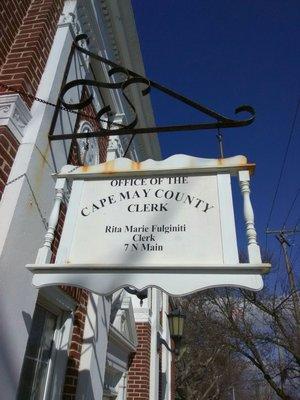 OFFICE OF THE
CAPE MAY COUNTY
CLERK
Rita Marie Fulginiti
Clerk
7 N Main